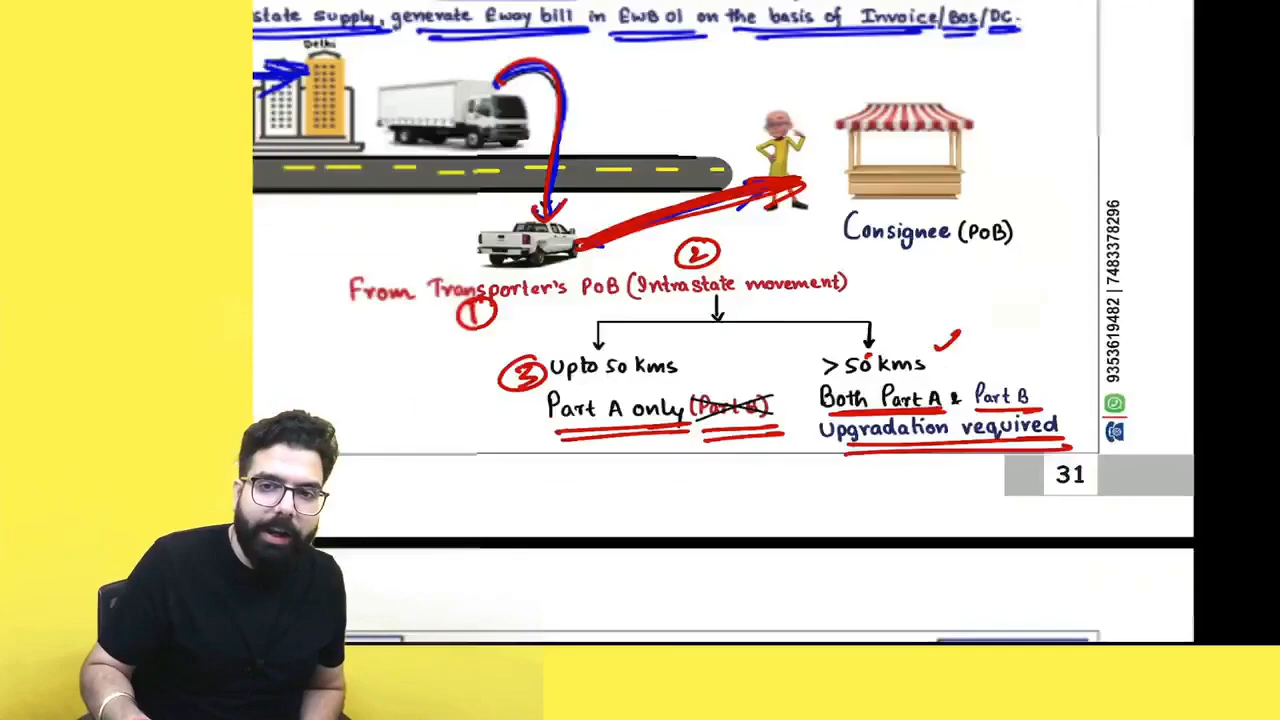 state supply, generate Eway bill in EWB 01 on the basis of Invoice/Bos/DC.
Delhi
Consignee (PoB)
2
From Transporter's PoB (Intrastate movement)
1
3 Upto 50 kms
Part A only (Part B)
> 50 kms
Both Part A & Part B
Upgradation required
31
9353619482 | 7483378296